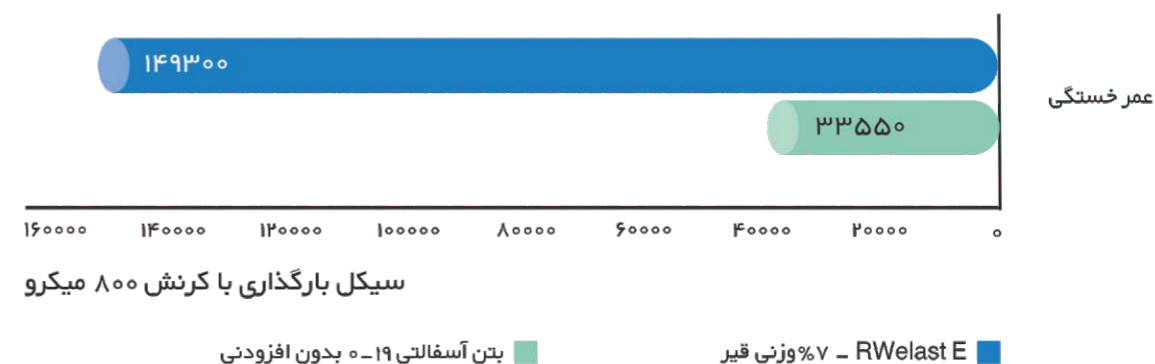 ۱۴۹۳۰۰
عمر خستگی
۳۳۵۵۰
۱۶۰۰۰۰ ۱۴۰۰۰۰ ۱۲۰۰۰۰ ۱۰۰۰۰۰ ۸۰۰۰۰ ۶۰۰۰۰ ۴۰۰۰۰ ۲۰۰۰۰ ۰
سیکل بارگذاری با کرنش ۸۰۰ میکرو
RWelast E – ۷%وزنی قیر
بتن آسفالتی ۱۹–۰ بدون افزودنی